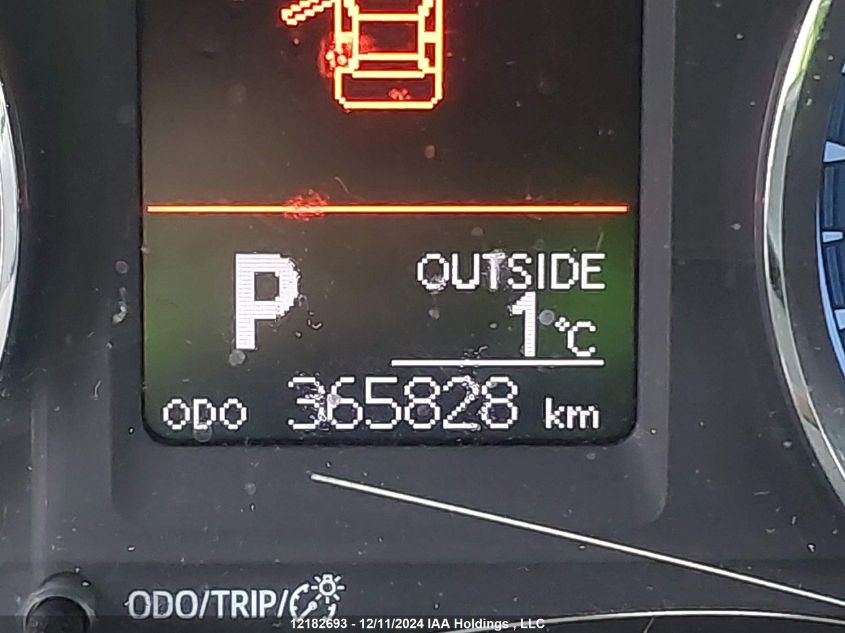 P
OUTSIDE
1°C
ODO 365828 km
ODO/TRIP/
12182693 - 12/11/2024 IAA Holdings , LLC